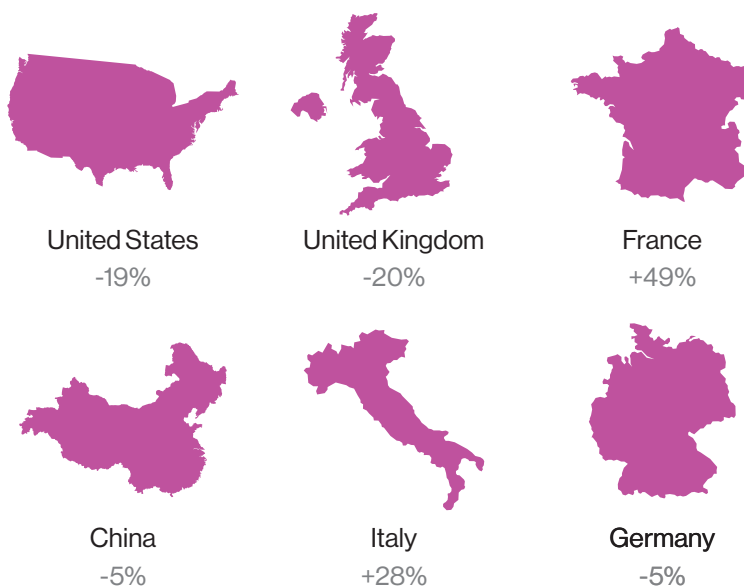 United States United Kingdom France
-19% -20% +49%
China Italy Germany
-5% +28% -5%